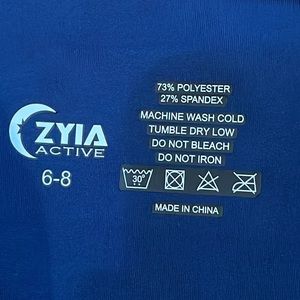 ZYIA
ACTIVE
6-8
73% POLYESTER
27% SPANDEX
MACHINE WASH COLD
TUMBLE DRY LOW
DO NOT BLEACH
DO NOT IRON
30°
MADE IN CHINA